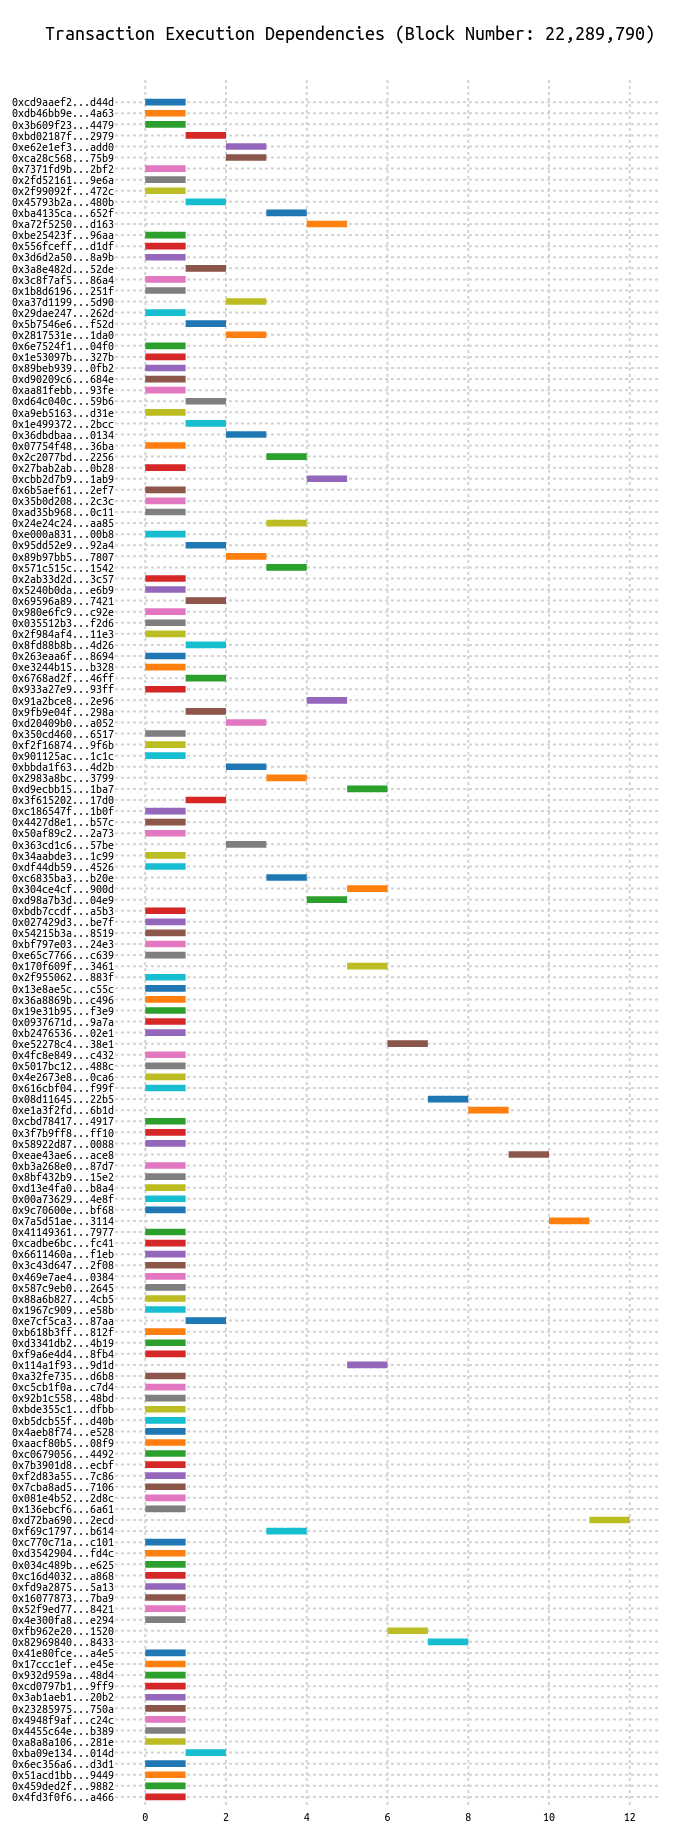 Transaction Execution Dependencies (Block Number: 22,289,790)
0xcd9aaef2...d44d
0xdb46bb9e...4a63
0x3b609f23...4479
0xbd02187f...2979
0xe62e1ef3...add0
0xca28c568...75b9
0x7371fd9b...2bf2
0x2fd52161...9e6a
0x2f99092f...472c
0x45793b2a...480b
0xba4135ca...652f
0xa72f5250...d163
0xbe25423f...96aa
0x556fceff...d1df
0x3d6d2a50...8a9b
0x3a8e482d...52de
0x3c8f7af5...86a4
0x1b8d6196...251f
0xa37d1199...5d90
0x29dae247...262d
0x5b7546e6...f52d
0x2817531e...1da0
0x6e7524f1...04f0
0x1e53097b...327b
0x89beb939...0fb2
0xd90209c6...684e
0xaa81febb...93fe
0xd64c040c...59b6
0xa9eb5163...d31e
0x1e499372...2bcc
0x36dbdbaa...0134
0x07754f48...36ba
0x2c2077bd...2256
0x27bab2ab...0b28
0xcbb2d7b9...1ab9
0x6b5aef61...2ef7
0x35b0d208...2c3c
0xad35b968...0c11
0x24e24c24...aa85
0xe000a831...00b8
0x95dd52e9...92a4
0x89b97bb5...7807
0x571c515c...1542
0x2ab33d2d...3c57
0x5240b0da...e6b9
0x69596a89...7421
0x980e6fc9...c92e
0x035512b3...f2d6
0x2f984af4...11e3
0x8fd88b8b...4d26
0x263eaa6f...8694
0xe3244b15...b328
0x6768ad2f...46ff
0x933a27e9...93ff
0x91a2bce8...2e96
0x9fb9e04f...298a
0xd20409b0...a052
0x350cd460...6517
0xf2f16874...9f6b
0x901125ac...1c1c
0xbbda1f63...4d2b
0x2983a8bc...3799
0xd9ecbb15...1ba7
0x3f615202...17d0
0xc186547f...1b0f
0x4427d8e1...b57c
0x50af89c2...2a73
0x363cd1c6...57be
0x34aabde3...1c99
0xdf44db59...4526
0xc6835ba3...b20e
0x304ce4cf...900d
0xd98a7b3d...04e9
0xbdb7ccdf...a5b3
0x027429d3...be7f
0x54215b3a...8519
0xbf797e03...24e3
0xe65c7766...c639
0x170f609f...3461
0x2f955062...883f
0x13e8ae5c...c55c
0x36a8869b...c496
0x19e31b95...f3e9
0x0937671d...9a7a
0xb2476536...02e1
0xe52278c4...38e1
0x4fc8e849...c432
0x5017bc12...488c
0x4e2673e8...0ca6
0x616cbf04...f99f
0x08d11645...22b5
0xe1a3f2fd...6b1d
0xcbd78417...4917
0x3f7b9ff8...ff10
0x58922d87...0088
0xeae43ae6...ace8
0xb3a268e0...87d7
0x8bf432b9...15e2
0xd13e4fa0...b8a4
0x00a73629...4e8f
0x9c70600e...bf68
0x7a5d51ae...3114
0x41149361...7977
0xcadbe6bc...fc41
0x6611460a...f1eb
0x3c43d647...2f08
0x469e7ae4...0384
0x587c9eb0...2645
0x88a6b827...4cb5
0x1967c909...e58b
0xe7cf5ca3...87aa
0xb618b3ff...812f
0xd3341db2...4b19
0xf9a6e4d4...8fb4
0x114a1f93...9d1d
0xa32fe735...d6b8
0xc5cb1f0a...c7d4
0x92b1c558...48bd
0xbde355c1...dfbb
0xb5dcb55f...d40b
0x4aeb8f74...e528
0xaacf80b5...08f9
0xc0679056...4492
0x7b3901d8...ecbf
0xf2d83a55...7c86
0x7cba8ad5...7106
0x081e4b52...2d8c
0x136ebcf6...6a61
0xd72ba690...2ecd
0xf69c1797...b614
0xc770c71a...c101
0xd3542904...fd4c
0x034c489b...e625
0xc16d4032...a868
0xfd9a2875...5a13
0x16077873...7ba9
0x52f9ed77...8421
0x4e300fa8...e294
0xfb962e20...1520
0x82969840...8433
0x41e80fce...a4e5
0x17ccc1ef...e45e
0x932d959a...48d4
0xcd0797b1...9ff9
0x3ab1aeb1...20b2
0x23285975...750a
0x4948f9af...c24c
0x4455c64e...b389
0xa8a8a106...281e
0xba09e134...014d
0x6ec356a6...d3d1
0x51acd1bb...9449
0x459ded2f...9882
0x4fd3f0f6...a466
0 2 4 6 8 10 12